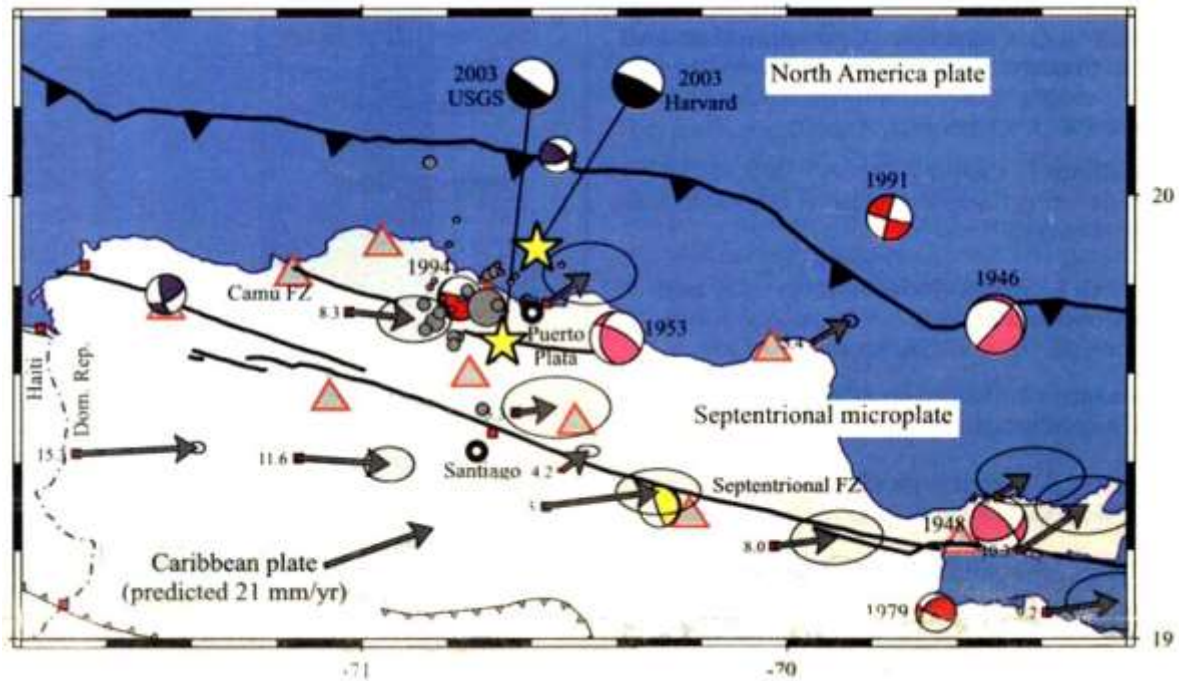 2003
USGS
2003
Harvard
North America plate
20
1991
1994
Camu FZ
8.3
1946
1953
Puerto
Plata
Haiti
Dom. Rep.
Septentrional microplate
11.6
Santiago
4.2
Septentrional FZ
1948
8.0
Caribbean plate
(predicted 21 mm/yr)
1979
19
-71
-70